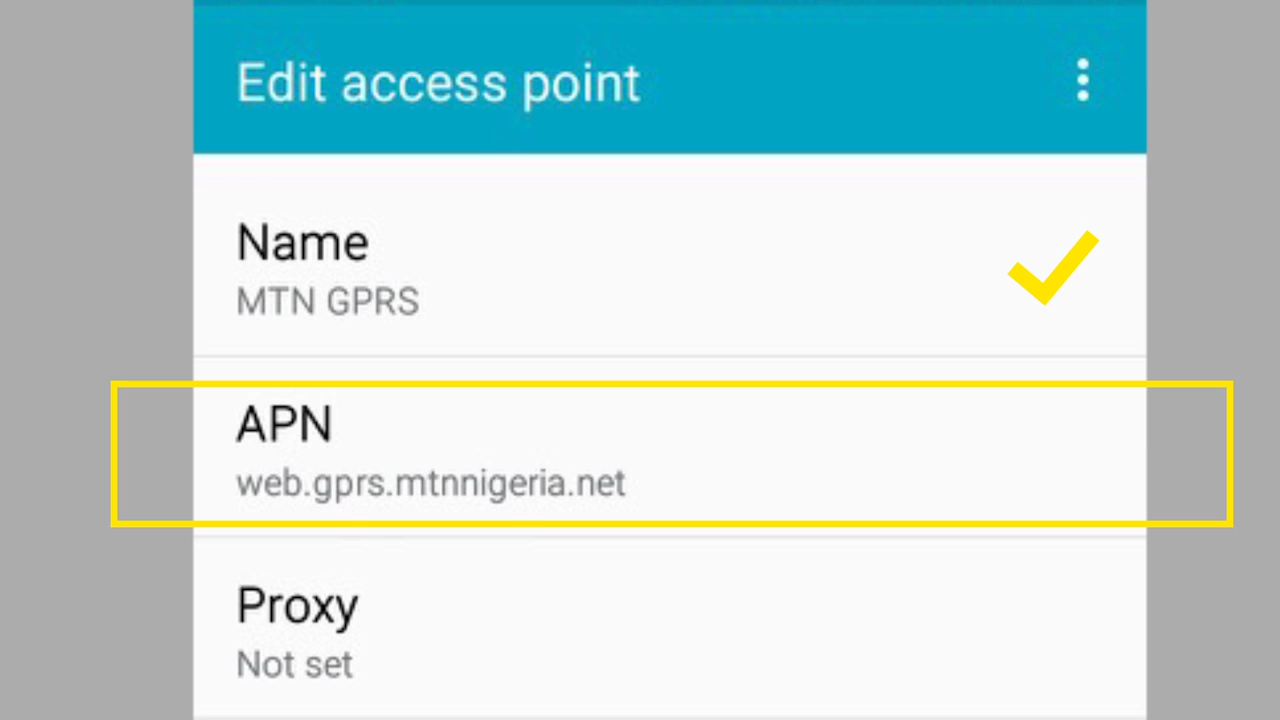 Edit access point
Name
MTN GPRS
APN
web.gprs.mtnnigeria.net
Proxy
Not set